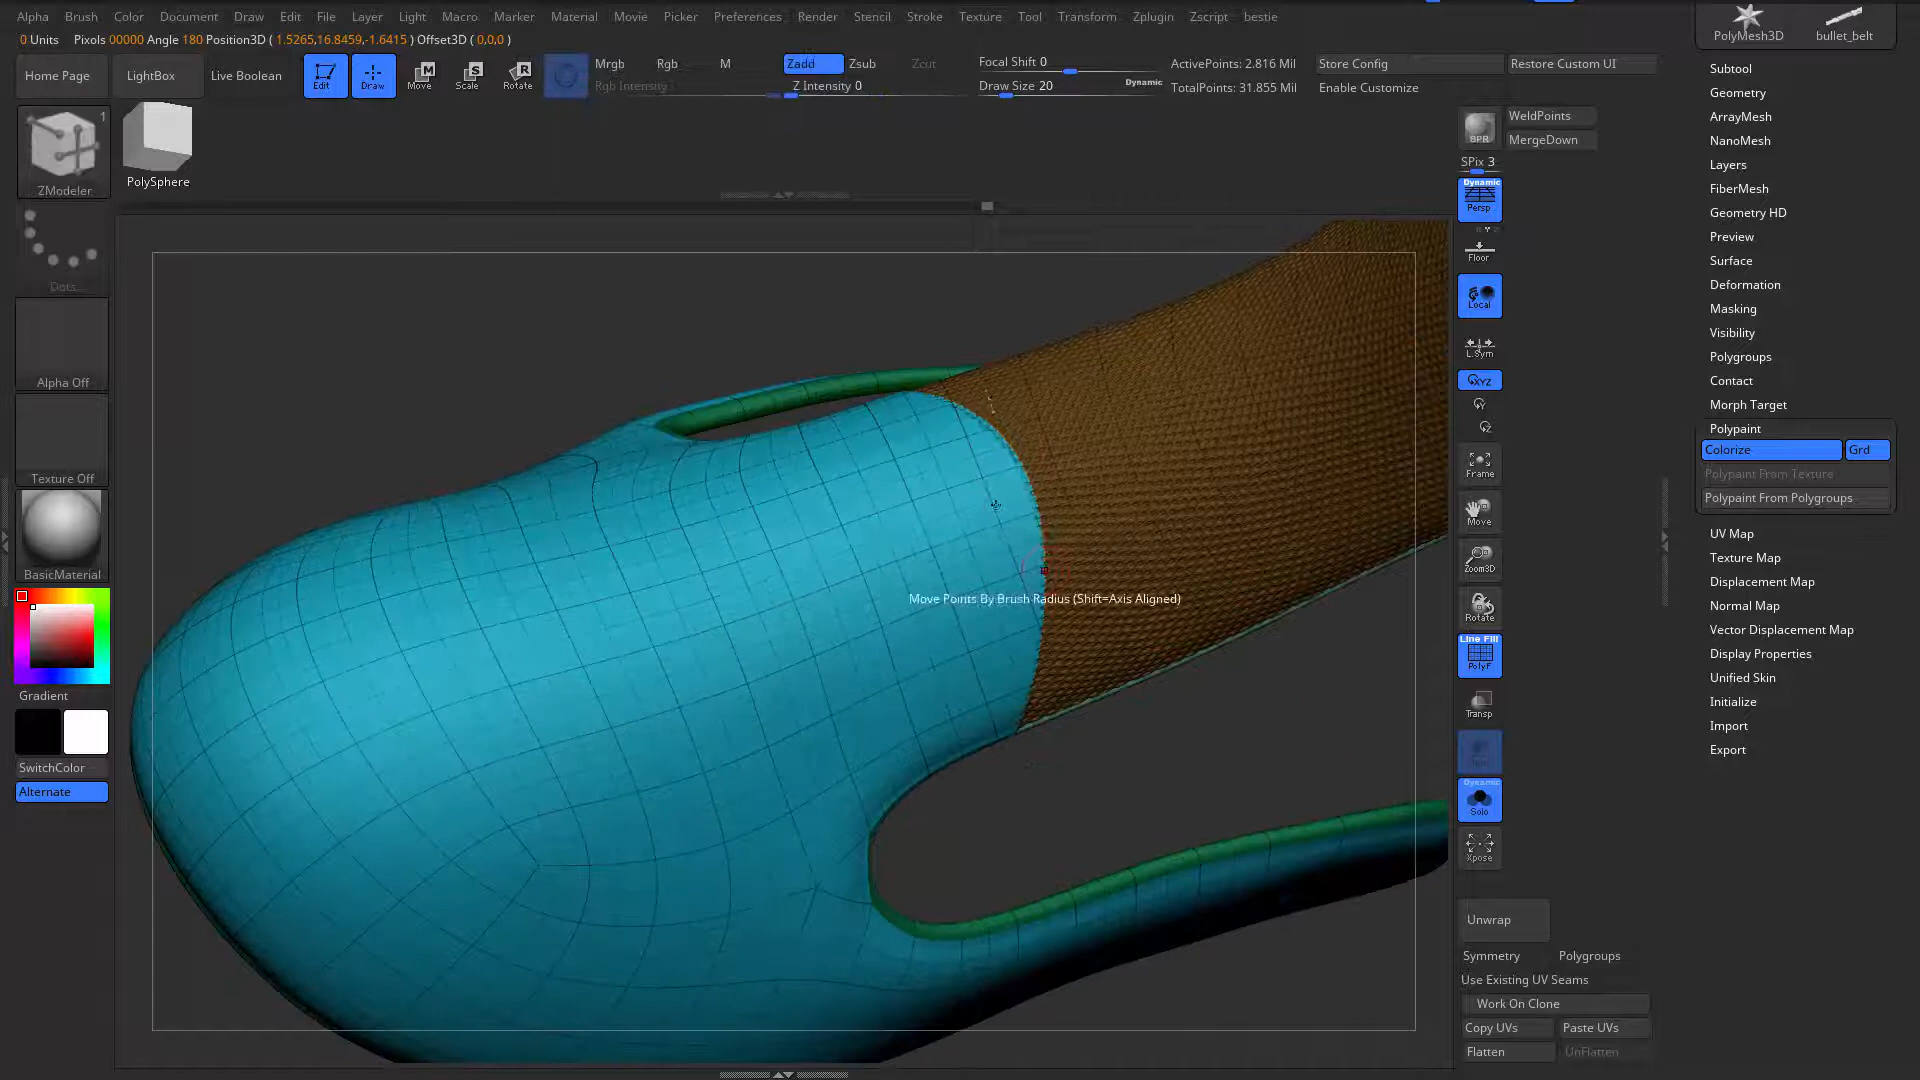 Alpha Brush Color Document Draw Edit File Layer Light Macro Marker Material Movie Picker Preferences Render Stencil Stroke Texture Tool Transform Zplugin Zscript bestie
0 Units Pixols 00000 Angle 180 Position3D ( 1.5265,16.8459,-1.6415 ) Offset3D ( 0,0,0 )
PolyMesh3D bullet_belt
Home Page LightBox Live Boolean Edit Draw Move Scale Rotate
Mrgb Rgb M Zadd Zsub Zcut
Rgb Intensity Z Intensity 0
Focal Shift 0 ActivePoints: 2.816 Mil Store Config Restore Custom UI
Draw Size 20 Dynamic TotalPoints: 31.855 Mil Enable Customize
1
ZModeler
PolySphere
Dots
Alpha Off
Texture Off
BasicMaterial
Gradient
SwitchColor
Alternate
Move Points By Brush Radius (Shift=Axis Aligned)
BPR
WeldPoints
MergeDown
SPix 3
Dynamic
Persp
Floor
Local
L.Sym
XYZ
Y
Z
Frame
Move
Zoom3D
Rotate
Line Fill
PolyF
Transp
Dynamic
Solo
Xpose
Unwrap
Symmetry Polygroups
Use Existing UV Seams
Work On Clone
Copy UVs Paste UVs
Flatten UnFlatten
Subtool
Geometry
ArrayMesh
NanoMesh
Layers
FiberMesh
Geometry HD
Preview
Surface
Deformation
Masking
Visibility
Polygroups
Contact
Morph Target
Polypaint
Colorize Grd
Polypaint From Texture
Polypaint From Polygroups
UV Map
Texture Map
Displacement Map
Normal Map
Vector Displacement Map
Display Properties
Unified Skin
Initialize
Import
Export